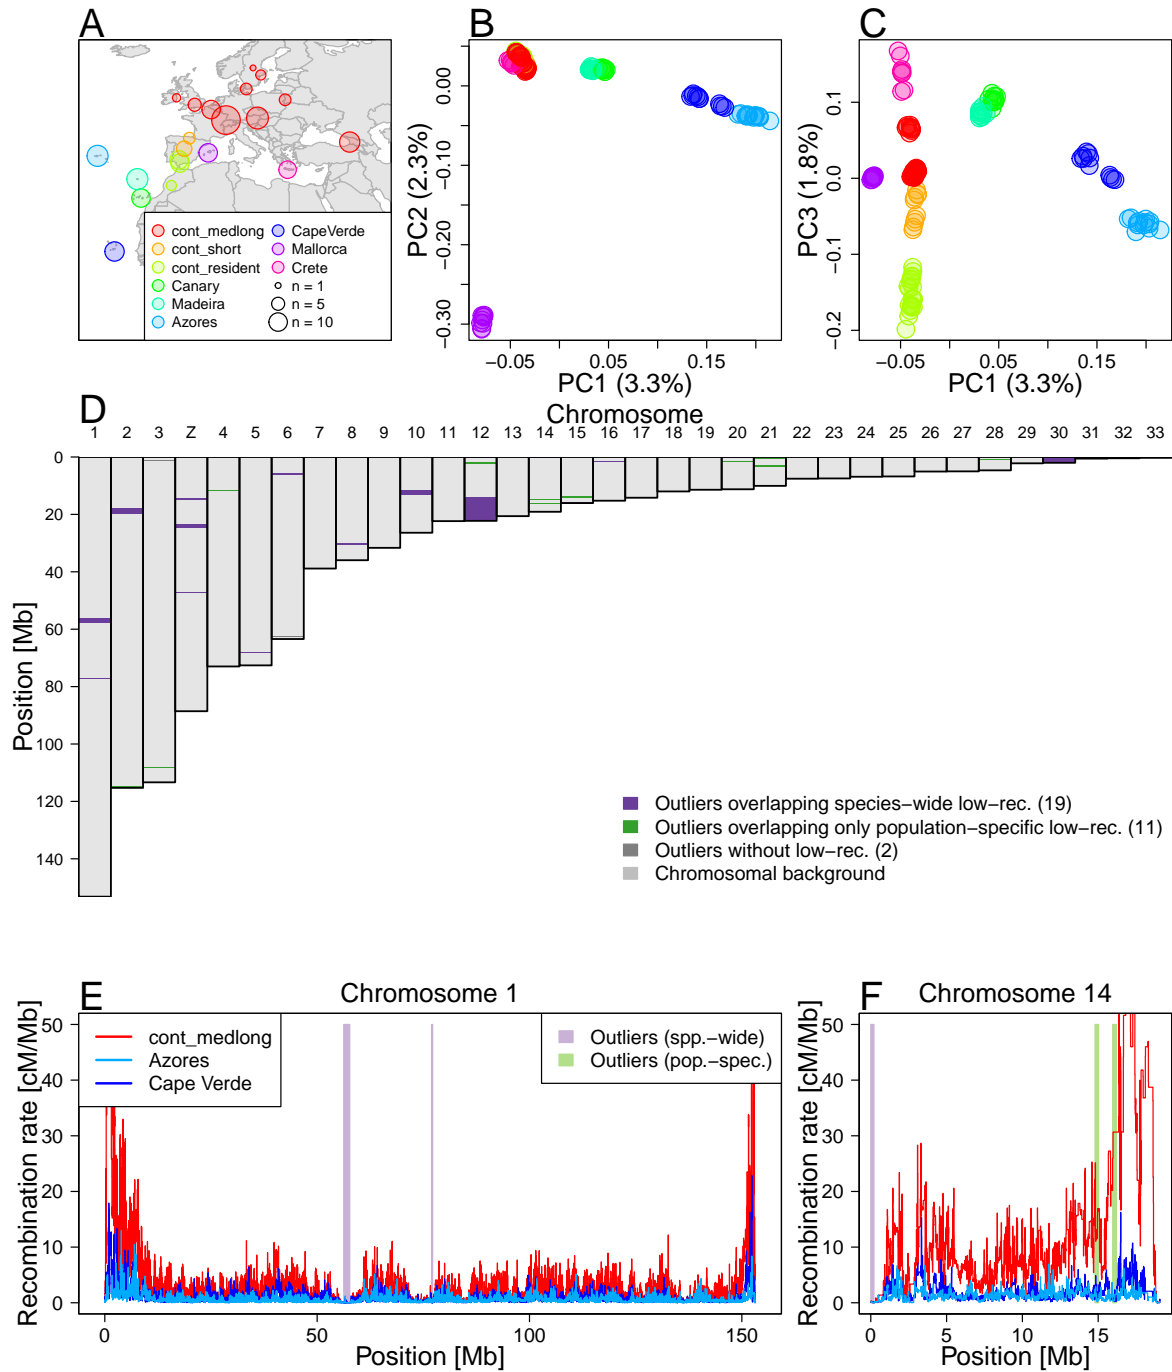 A
cont_medlong
cont_short
cont_resident
Canary
Madeira
Azores
CapeVerde
Mallorca
Crete
n = 1
n = 5
n = 10
B
PC2 (2.3%)
0.00
−0.10
−0.20
−0.30
−0.05
0.05
0.15
PC1 (3.3%)
C
PC3 (1.8%)
0.1
0.0
−0.1
−0.2
−0.05
0.05
0.15
PC1 (3.3%)
D
Chromosome
1 2 3 Z 4 5 6 7 8 9 10 11 12 13 14 15 16 17 18 19 20 21 22 23 24 25 26 27 28 29 30 31 32 33
Position [Mb]
0
20
40
60
80
100
120
140
Outliers overlapping species−wide low−rec. (19)
Outliers overlapping only population−specific low−rec. (11)
Outliers without low−rec. (2)
Chromosomal background
E
Chromosome 1
Recombination rate [cM/Mb]
50
40
30
20
10
0
cont_medlong
Azores
Cape Verde
Outliers (spp.−wide)
Outliers (pop.−spec.)
0 50 100 150
Position [Mb]
F
Chromosome 14
Recombination rate [cM/Mb]
50
40
30
20
10
0
0 5 10 15
Position [Mb]